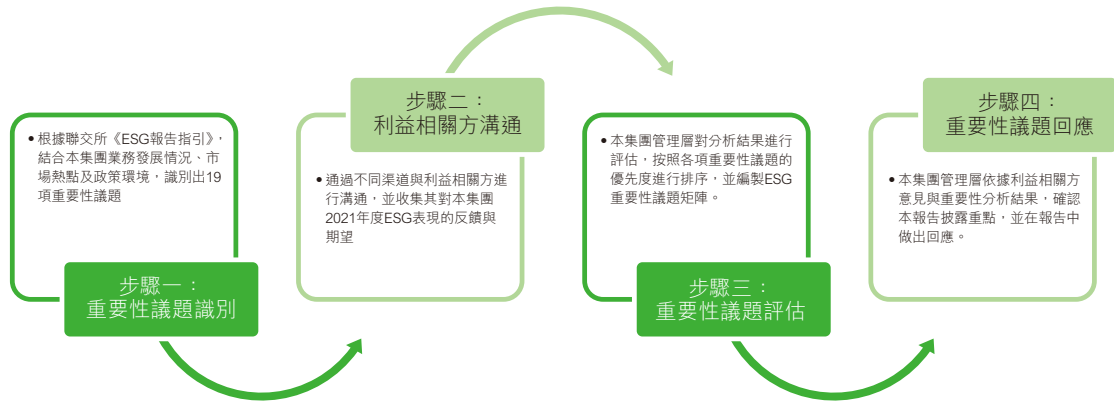 • 根據聯交所《ESG報告指引》，
結合本集團業務發展情況、市
場熱點及政策環境，識別出19
項重要性議題
步驟一：
重要性議題識別
步驟二：
利益相關方溝通
• 通過不同渠道與利益相關方進
行溝通，並收集其對本集團
2021年度ESG表現的反饋與
期望
• 本集團管理層對分析結果進行
評估，按照各項重要性議題的
優先度進行排序，並編製ESG
重要性議題矩陣。
步驟三：
重要性議題評估
步驟四：
重要性議題回應
• 本集團管理層依據利益相關方
意見與重要性分析結果，確認
本報告披露重點，並在報告中
做出回應。